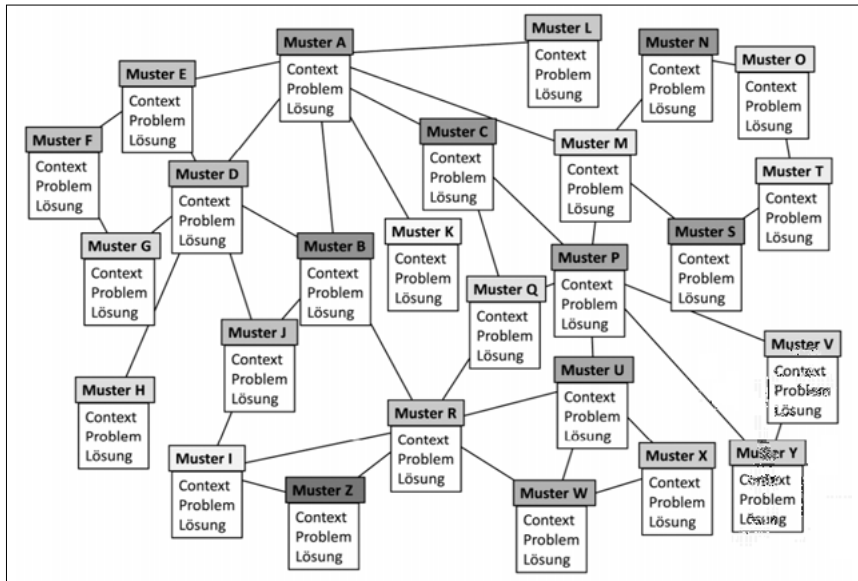 Muster A
Context
Problem
Lösung
Muster L
Context
Problem
Lösung
Muster N
Context
Problem
Lösung
Muster O
Context
Problem
Lösung
Muster E
Context
Problem
Lösung
Muster F
Context
Problem
Lösung
Muster C
Context
Problem
Lösung
Muster M
Context
Problem
Lösung
Muster T
Context
Problem
Lösung
Muster D
Context
Problem
Lösung
Muster G
Context
Problem
Lösung
Muster B
Context
Problem
Lösung
Muster K
Context
Problem
Lösung
Muster S
Context
Problem
Lösung
Muster P
Context
Problem
Lösung
Muster Q
Context
Problem
Lösung
Muster J
Context
Problem
Lösung
Muster V
Context
Problem
Lösung
Muster H
Context
Problem
Lösung
Muster U
Context
Problem
Lösung
Muster R
Context
Problem
Lösung
Muster I
Context
Problem
Lösung
Muster X
Context
Problem
Lösung
Muster Y
Context
Problem
Lösung
Muster Z
Context
Problem
Lösung
Muster W
Context
Problem
Lösung